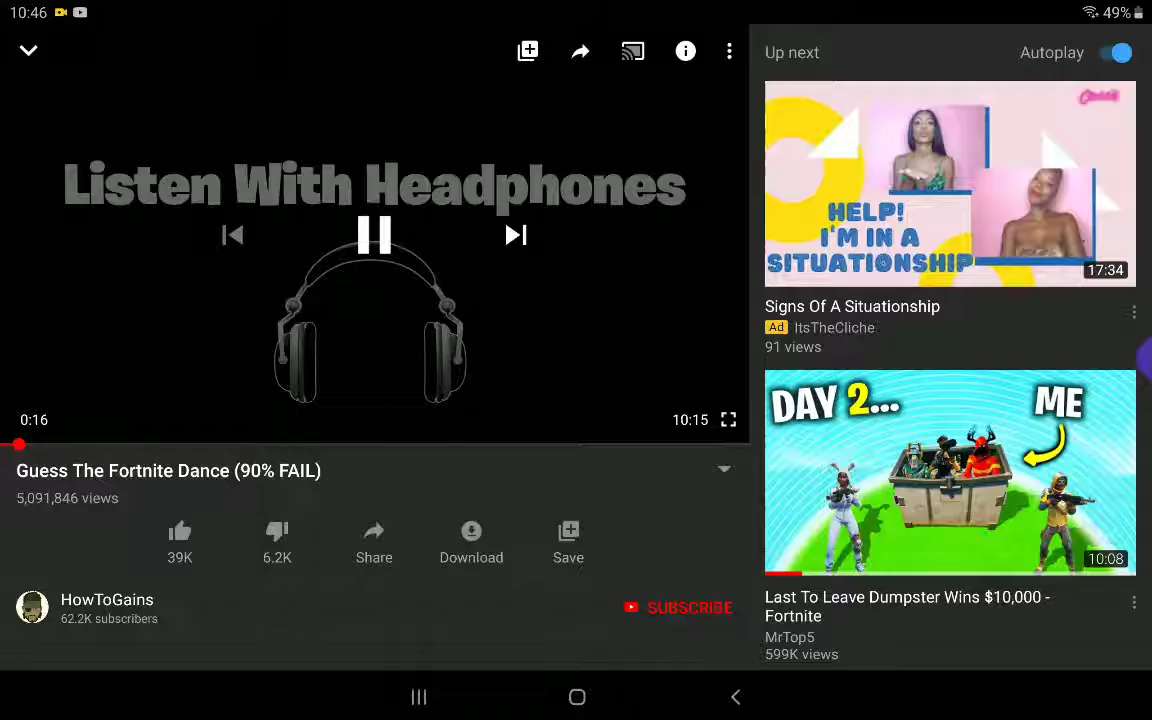 10:46
49%
Listen With Headphones
0:16
10:15
Guess The Fortnite Dance (90% FAIL)
5,091,846 views
39K
6.2K
Share
Download
Save
HowToGains
62.2K subscribers
SUBSCRIBE
Up next
Autoplay
HELP!
I'M IN A
SITUATIONSHIP
17:34
Signs Of A Situationship
Ad ItsTheCliche
91 views
DAY 2...
ME
10:08
Last To Leave Dumpster Wins $10,000 -
Fortnite
MrTop5
599K views